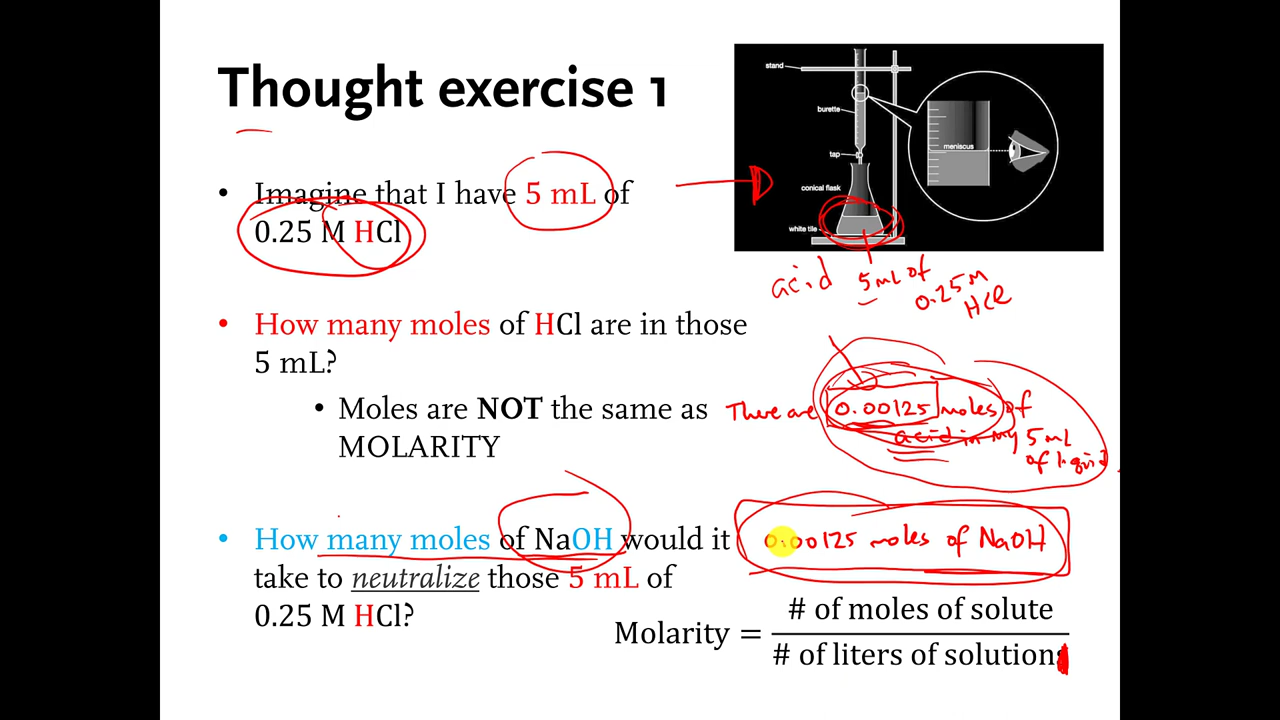 Thought exercise 1
• Imagine that I have 5 mL of
0.25 M HCl
• How many moles of HCl are in those
5 mL?
• Moles are NOT the same as
MOLARITY
• How many moles of NaOH would it
take to neutralize those 5 mL of
0.25 M HCl?
stand
burette
tap
conical flask
white tile
meniscus
acid 5 mL of
0.25 M
HCl
There are 0.00125 moles of
acid in my 5 mL
of liquid
0.00125 moles of NaOH
Molarity = # of moles of solute
# of liters of solution